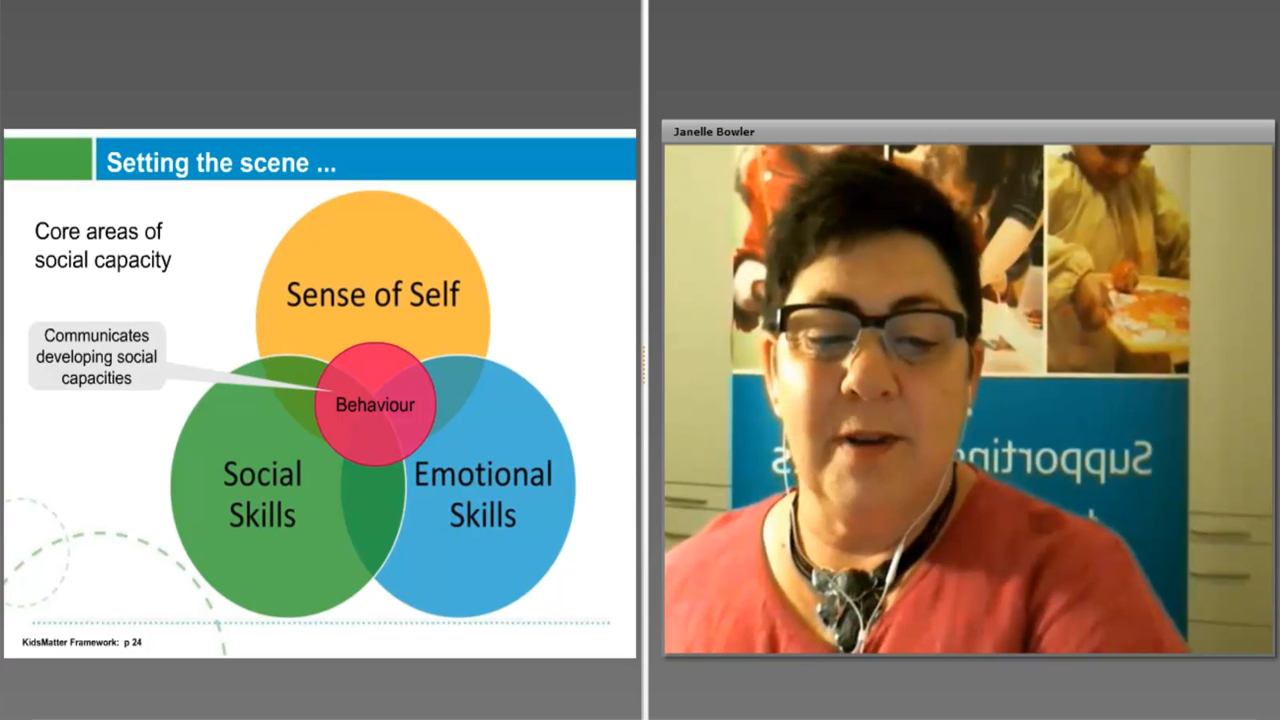 Setting the scene ...
Core areas of
social capacity
Sense of Self
Communicates
developing social
capacities
Behaviour
Social
Skills
Emotional
Skills
KidsMatter Framework: p 24
Janelle Bowler
Supporting